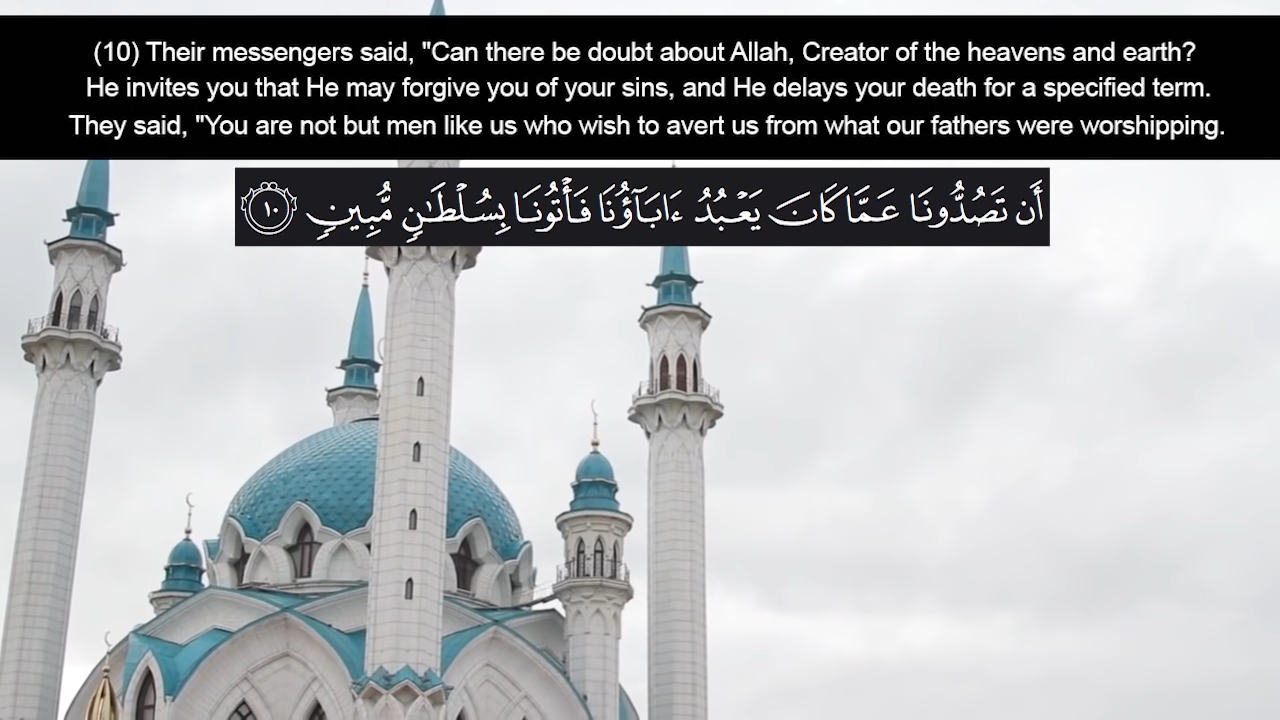 (10) Their messengers said, "Can there be doubt about Allah, Creator of the heavens and earth?
He invites you that He may forgive you of your sins, and He delays your death for a specified term.
They said, "You are not but men like us who wish to avert us from what our fathers were worshipping.
أَن تَصُدُّونَا عَمَّا كَانَ يَعْبُدُ ءَابَآؤُنَا فَأْتُونَا بِسُلْطَٰنٍ مُّبِينٍ ١٠